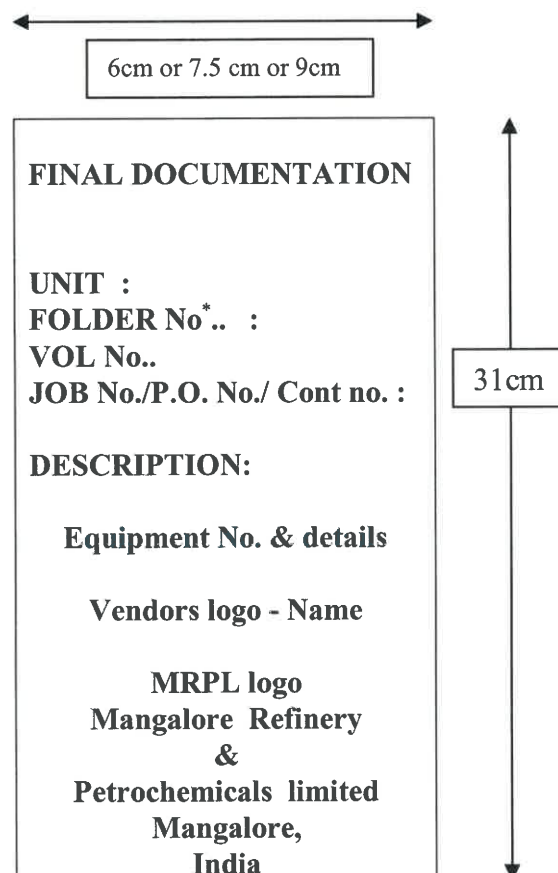 6cm or 7.5 cm or 9cm
FINAL DOCUMENTATION
UNIT :
FOLDER No*.. :
VOL No..
JOB No./P.O. No./ Cont no. :
31cm
DESCRIPTION:
Equipment No. & details
Vendors logo - Name
MRPL logo
Mangalore Refinery
&
Petrochemicals limited
Mangalore,
India